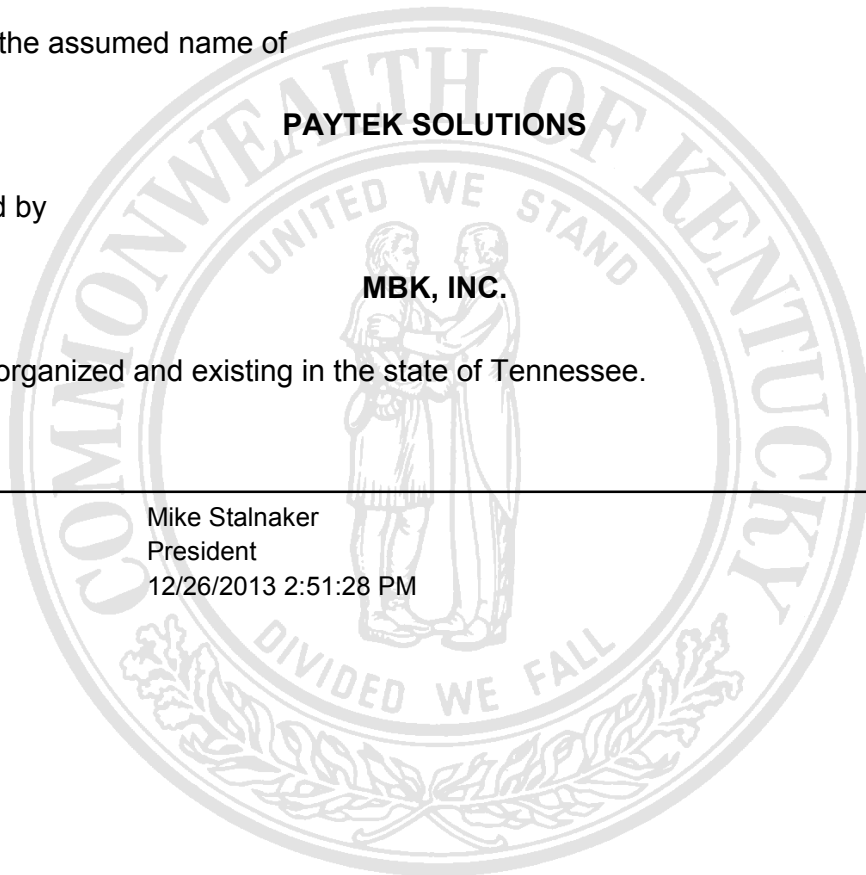 the assumed name of
PAYTEK SOLUTIONS
d by
MBK, INC.
organized and existing in the state of Tennessee.
Mike Stalnaker
President
12/26/2013 2:51:28 PM
COMMONWEALTH OF KENTUCKY
UNITED WE STAND
DIVIDED WE FALL